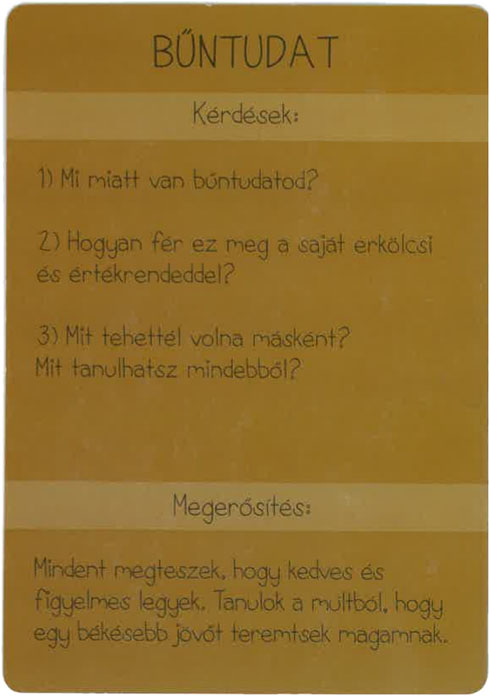 BŰNTUDAT
Kérdések:
1) Mi miatt van bűntudatod?
2) Hogyan fér ez meg a saját erkölcsi
és értékrendeddel?
3) Mit tehettél volna másként?
Mit tanulhatsz mindebből?
Megerősítés:
Mindent megteszek, hogy kedves és
figyelmes legyek. Tanulok a múltból, hogy
egy békésebb jövőt teremtsek magamnak.